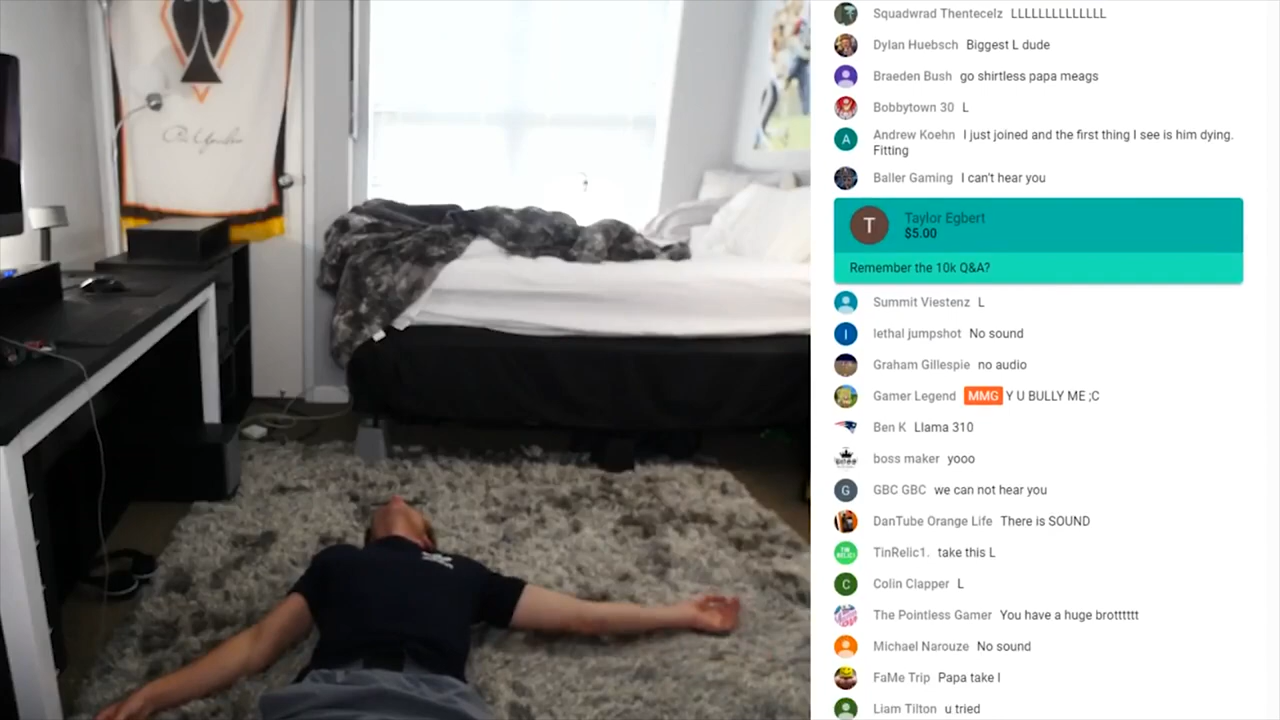 Squadwrad Thentecelz LLLLLLLLLLLLLL
Dylan Huebsch Biggest L dude
Braeden Bush go shirtless papa meags
Bobbytown 30 L
A
Andrew Koehn I just joined and the first thing I see is him dying.
Fitting
Baller Gaming I can't hear you
T
Taylor Egbert
$5.00
Remember the 10k Q&A?
Summit Viestenz L
l
lethal jumpshot No sound
Graham Gillespie no audio
Gamer Legend MMG Y U BULLY ME ;C
Ben K Llama 310
boss maker yooo
G
GBC GBC we can not hear you
DanTube Orange Life There is SOUND
TinRelic1. take this L
C
Colin Clapper L
The Pointless Gamer You have a huge brotttttt
Michael Narouze No sound
FaMe Trip Papa take l
Liam Tilton u tried